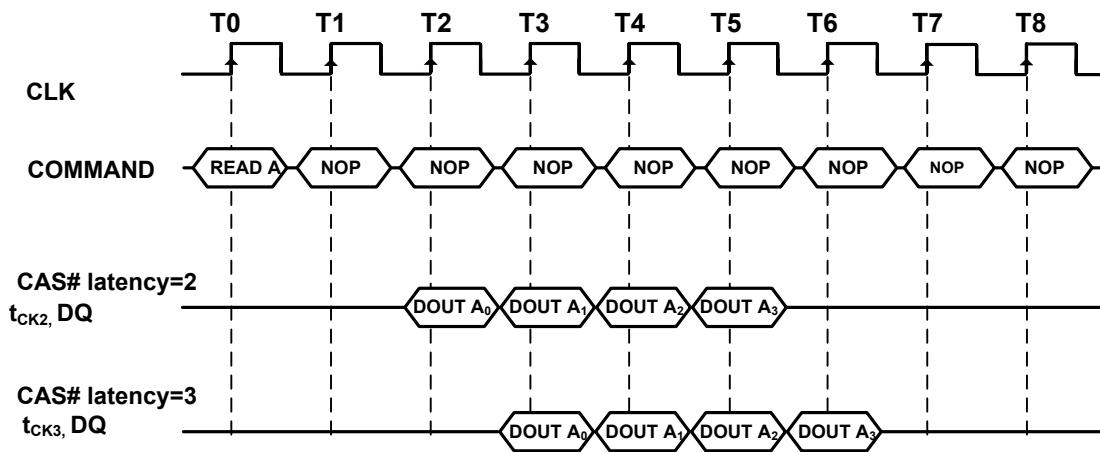 T0 T1 T2 T3 T4 T5 T6 T7 T8
CLK
COMMAND READ A NOP NOP NOP NOP NOP NOP NOP NOP
CAS# latency=2
tCK2, DQ DOUT A0 DOUT A1 DOUT A2 DOUT A3
CAS# latency=3
tCK3, DQ DOUT A0 DOUT A1 DOUT A2 DOUT A3